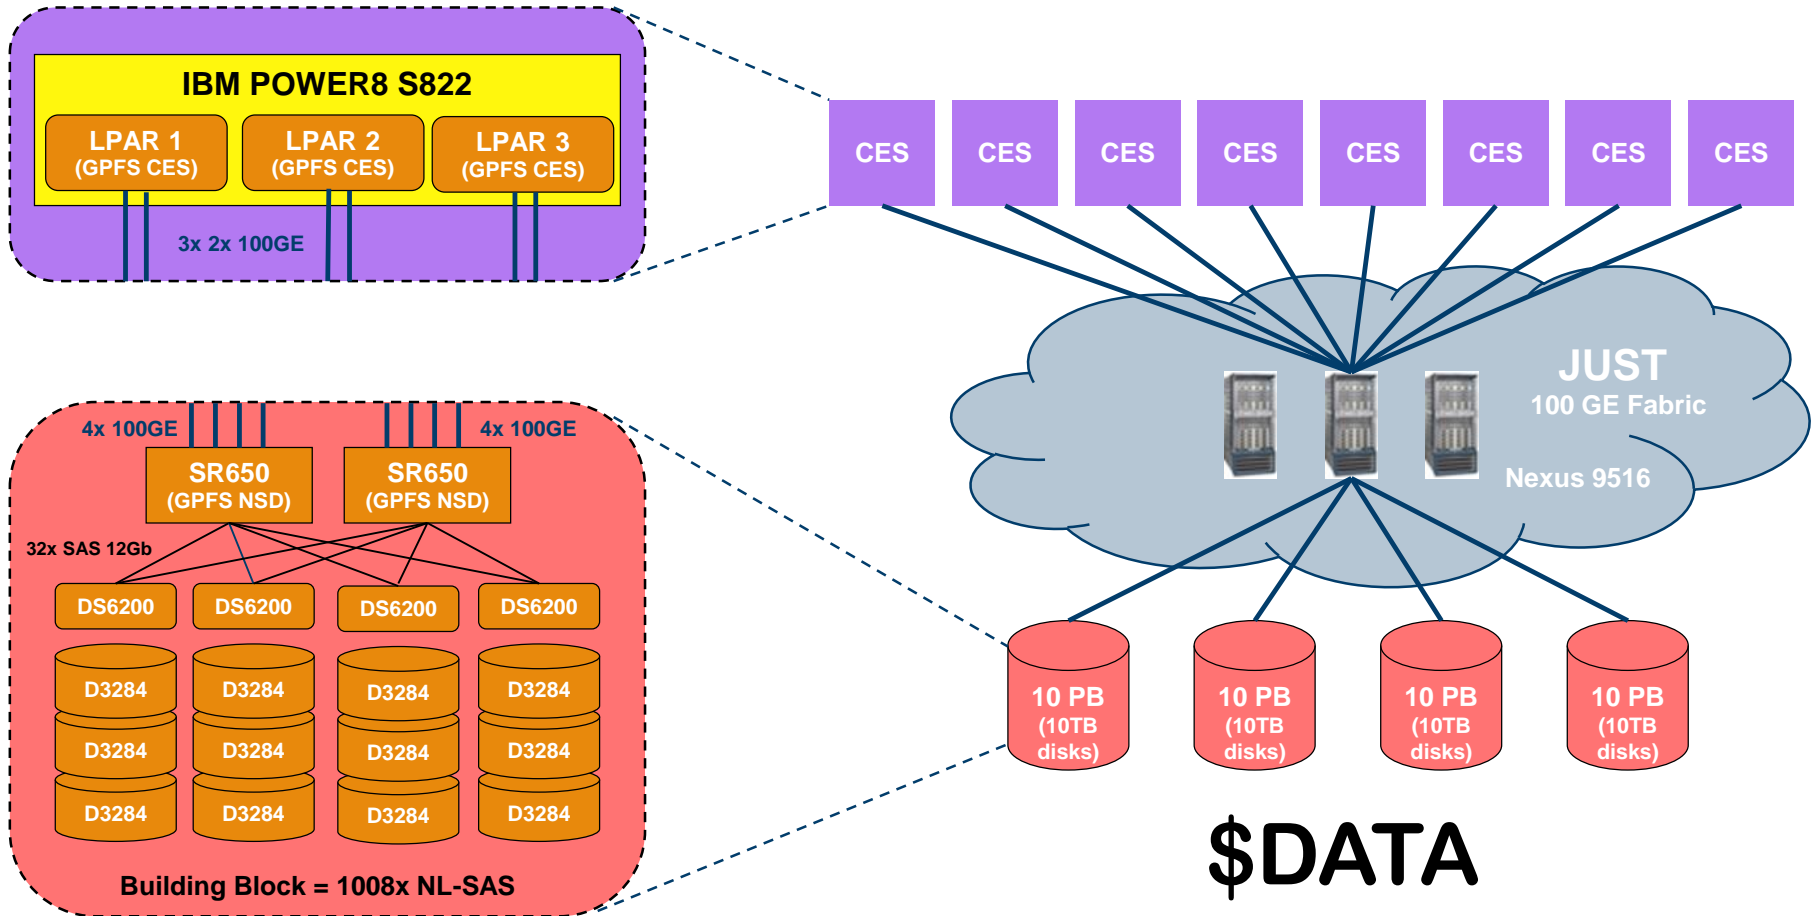 IBM POWER8 S822
LPAR 1
(GPFS CES)
LPAR 2
(GPFS CES)
LPAR 3
(GPFS CES)
3x 2x 100GE
CES
CES
CES
CES
CES
CES
CES
CES
JUST
100 GE Fabric
Nexus 9516
4x 100GE
4x 100GE
SR650
(GPFS NSD)
SR650
(GPFS NSD)
32x SAS 12Gb
DS6200
DS6200
DS6200
DS6200
D3284
D3284
D3284
D3284
D3284
D3284
D3284
D3284
D3284
D3284
D3284
D3284
Building Block = 1008x NL-SAS
10 PB
(10TB
disks)
10 PB
(10TB
disks)
10 PB
(10TB
disks)
10 PB
(10TB
disks)
$DATA